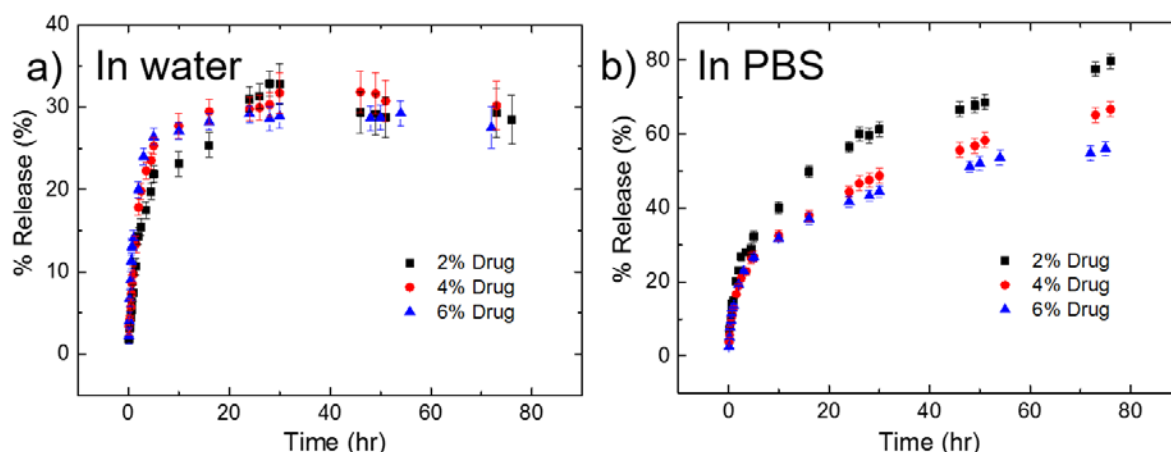 a) In water
% Release (%)
40
30
20
10
0
2% Drug
4% Drug
6% Drug
0 20 40 60 80
Time (hr)
b) In PBS
% Release (%)
80
60
40
20
0
2% Drug
4% Drug
6% Drug
0 20 40 60 80
Time (hr)